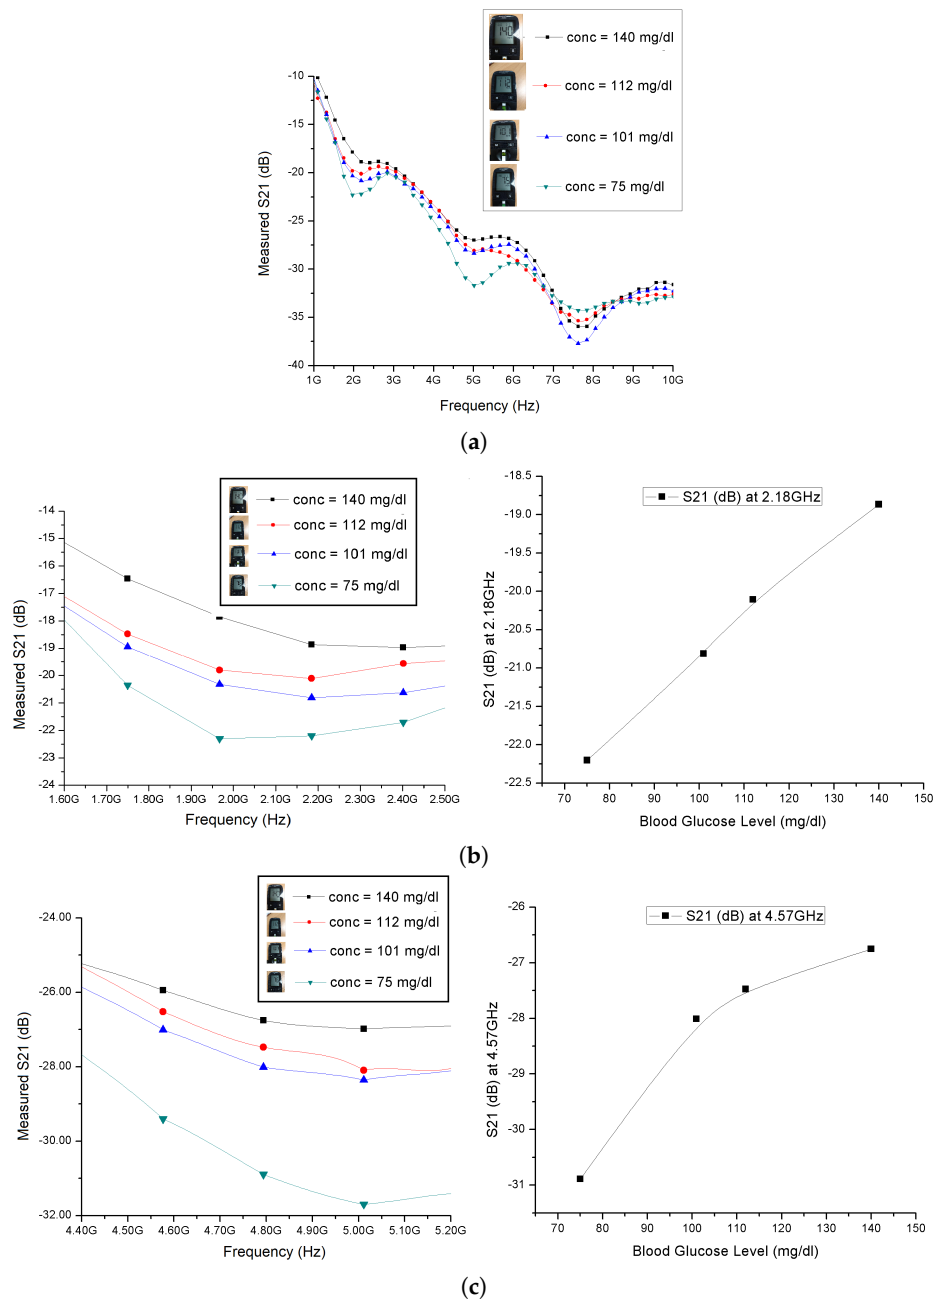 conc = 140 mg/dl
conc = 112 mg/dl
conc = 101 mg/dl
conc = 75 mg/dl
Measured S21 (dB)
-10
-15
-20
-25
-30
-35
-40
1G 2G 3G 4G 5G 6G 7G 8G 9G 10G
Frequency (Hz)
(a)
conc = 140 mg/dl
conc = 112 mg/dl
conc = 101 mg/dl
conc = 75 mg/dl
Measured S21 (dB)
-14
-15
-16
-17
-18
-19
-20
-21
-22
-23
-24
1.60G 1.70G 1.80G 1.90G 2.00G 2.10G 2.20G 2.30G 2.40G 2.50G
Frequency (Hz)
S21 (dB) at 2.18GHz
S21 (dB) at 2.18GHz
-18.5
-19.0
-19.5
-20.0
-20.5
-21.0
-21.5
-22.0
-22.5
70 80 90 100 110 120 130 140 150
Blood Glucose Level (mg/dl)
(b)
conc = 140 mg/dl
conc = 112 mg/dl
conc = 101 mg/dl
conc = 75 mg/dl
Measured S21 (dB)
-24.00
-26.00
-28.00
-30.00
-32.00
4.40G 4.50G 4.60G 4.70G 4.80G 4.90G 5.00G 5.10G 5.20G
Frequency (Hz)
S21 (dB) at 4.57GHz
S21 (dB) at 4.57GHz
-26
-27
-28
-29
-30
-31
70 80 90 100 110 120 130 140 150
Blood Glucose Level (mg/dl)
(c)